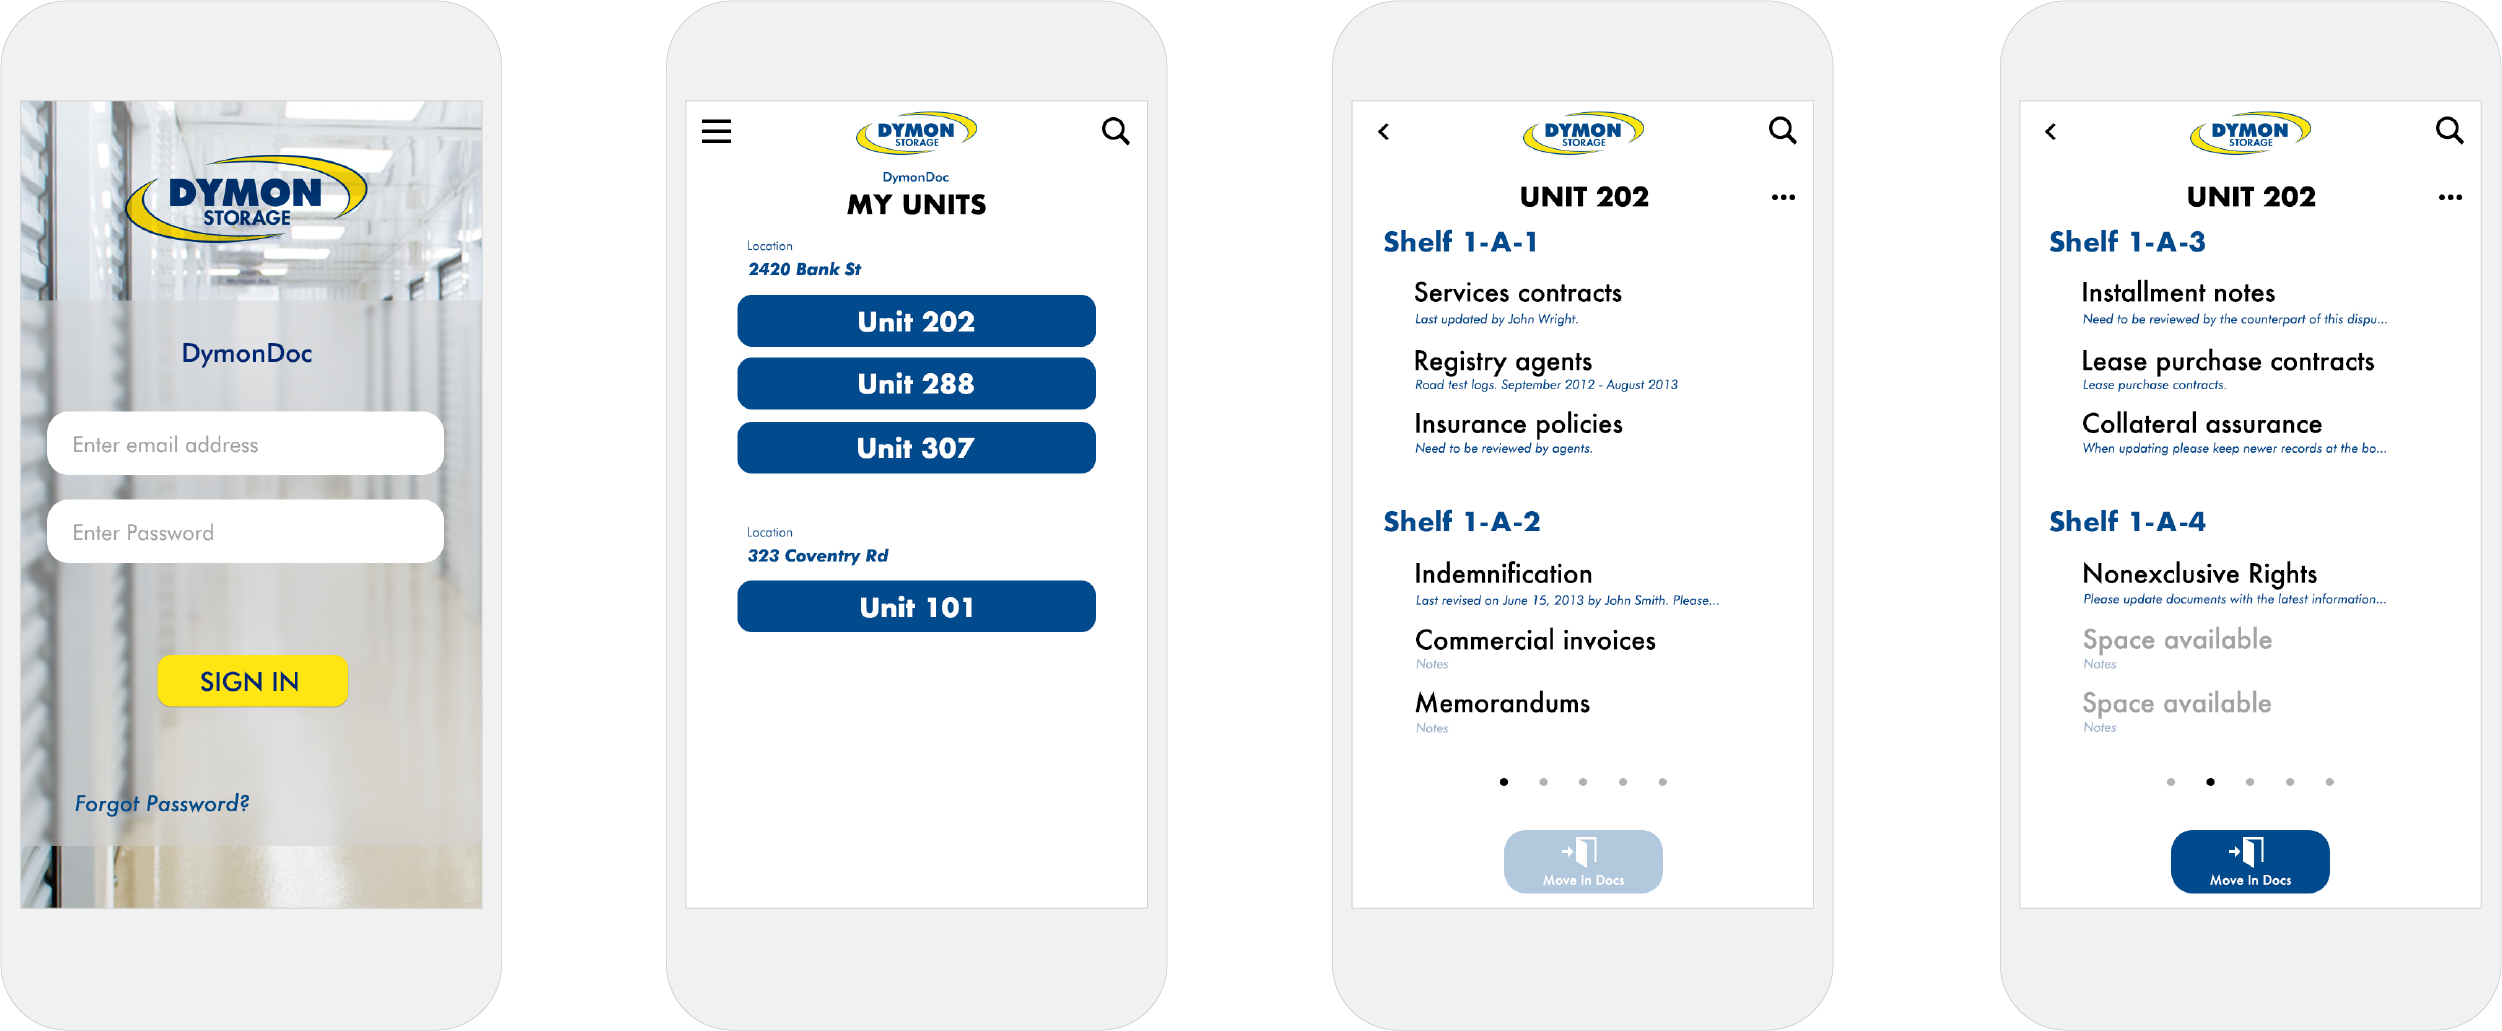 DYMON
STORAGE
DymonDoc
Enter email address
Enter Password
SIGN IN
Forgot Password?
DYMON
STORAGE
DymonDoc
MY UNITS
Location
2420 Bank St
Unit 202
Unit 288
Unit 307
Location
323 Coventry Rd
Unit 101
DYMON
STORAGE
UNIT 202
Shelf 1-A-1
Services contracts
Last updated by John Wright.
Registry agents
Road test logs. September 2012 - August 2013
Insurance policies
Need to be reviewed by agents.
Shelf 1-A-2
Indemnification
Last revised on June 15, 2013 by John Smith. Please...
Commercial invoices
Notes
Memorandums
Notes
Move In Docs
DYMON
STORAGE
UNIT 202
Shelf 1-A-3
Installment notes
Need to be reviewed by the counterpart of this dispu...
Lease purchase contracts
Lease purchase contracts.
Collateral assurance
When updating please keep newer records at the bo...
Shelf 1-A-4
Nonexclusive Rights
Please update documents with the latest information...
Space available
Notes
Space available
Notes
Move In Docs